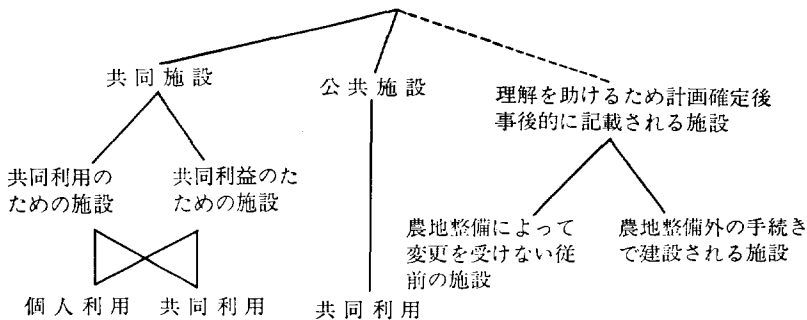 共同施設
公共施設
理解を助けるため計画確定後
事後的に記載される施設
共同利用の
ための施設
共同利益のた
ための施設
農地整備によって
変更を受けない従
前の施設
農地整備外の手続き
で建設される施設
個人利用
共同利用
共同利用